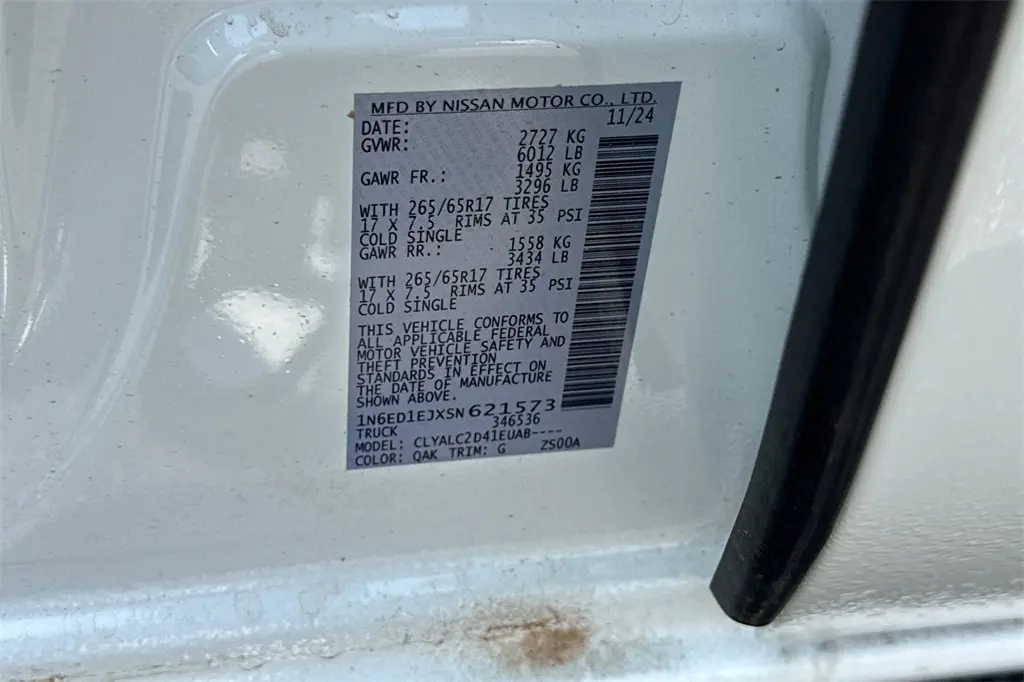 MFD BY NISSAN MOTOR CO., LTD.
DATE: 11/24
GVWR: 2727 KG
6012 LB
GAWR FR.: 1495 KG
3296 LB
WITH 265/65R17 TIRES
17 X 7.5 RIMS AT 35 PSI
COLD SINGLE
GAWR RR.: 1558 KG
3434 LB
WITH 265/65R17 TIRES
17 X 7.5 RIMS AT 35 PSI
COLD SINGLE
THIS VEHICLE CONFORMS TO
ALL APPLICABLE FEDERAL
MOTOR VEHICLE SAFETY AND
THEFT PREVENTION
STANDARDS IN EFFECT ON
THE DATE OF MANUFACTURE
SHOWN ABOVE.
1N6ED1EJXSN621573
TRUCK 346536
MODEL: CLYALC2D41EUAB----
COLOR: QAK TRIM: G ZS00A